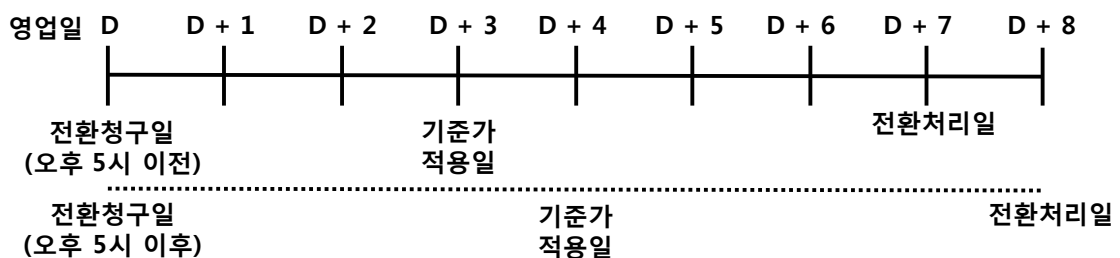 영업일 D D + 1 D + 2 D + 3 D + 4 D + 5 D + 6 D + 7 D + 8
전환청구일 기준가 전환처리일
(오후 5시 이전) 적용일
전환청구일 기준가 전환처리일
(오후 5시 이후) 적용일